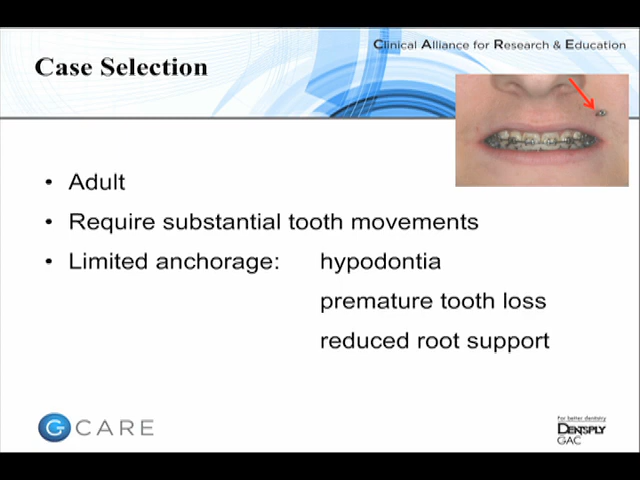 Clinical Alliance for Research & Education
Case Selection
• Adult
• Require substantial tooth movements
• Limited anchorage: hypodontia
premature tooth loss
reduced root support
G CARE
For better dentistry
DENTSPLY
GAC